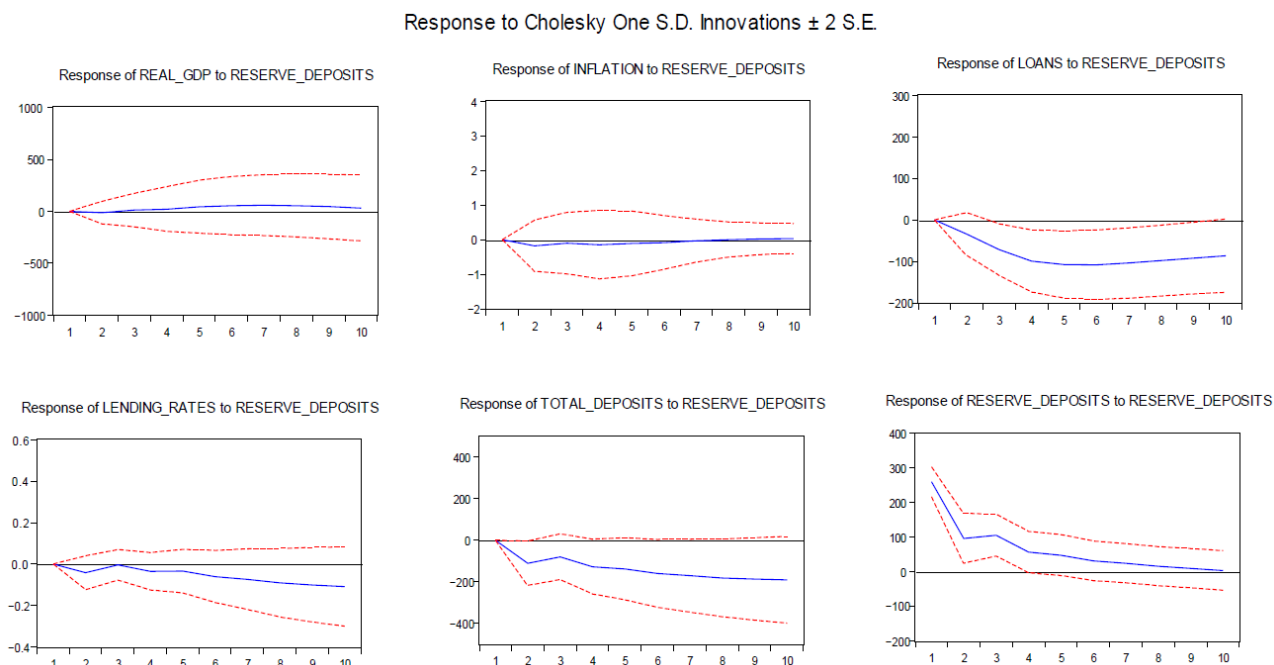 Response to Cholesky One S.D. Innovations ± 2 S.E.
Response of REAL_GDP to RESERVE_DEPOSITS
1000
500
0
−500
−1000
1 2 3 4 5 6 7 8 9 10
Response of INFLATION to RESERVE_DEPOSITS
4
3
2
1
0
−1
−2
1 2 3 4 5 6 7 8 9 10
Response of LOANS to RESERVE_DEPOSITS
300
200
100
0
−100
−200
1 2 3 4 5 6 7 8 9 10
Response of LENDING_RATES to RESERVE_DEPOSITS
0.6
0.4
0.2
0.0
−0.2
−0.4
1 2 3 4 5 6 7 8 9 10
Response of TOTAL_DEPOSITS to RESERVE_DEPOSITS
400
200
0
−200
−400
1 2 3 4 5 6 7 8 9 10
Response of RESERVE_DEPOSITS to RESERVE_DEPOSITS
400
300
200
100
0
−100
−200
1 2 3 4 5 6 7 8 9 10